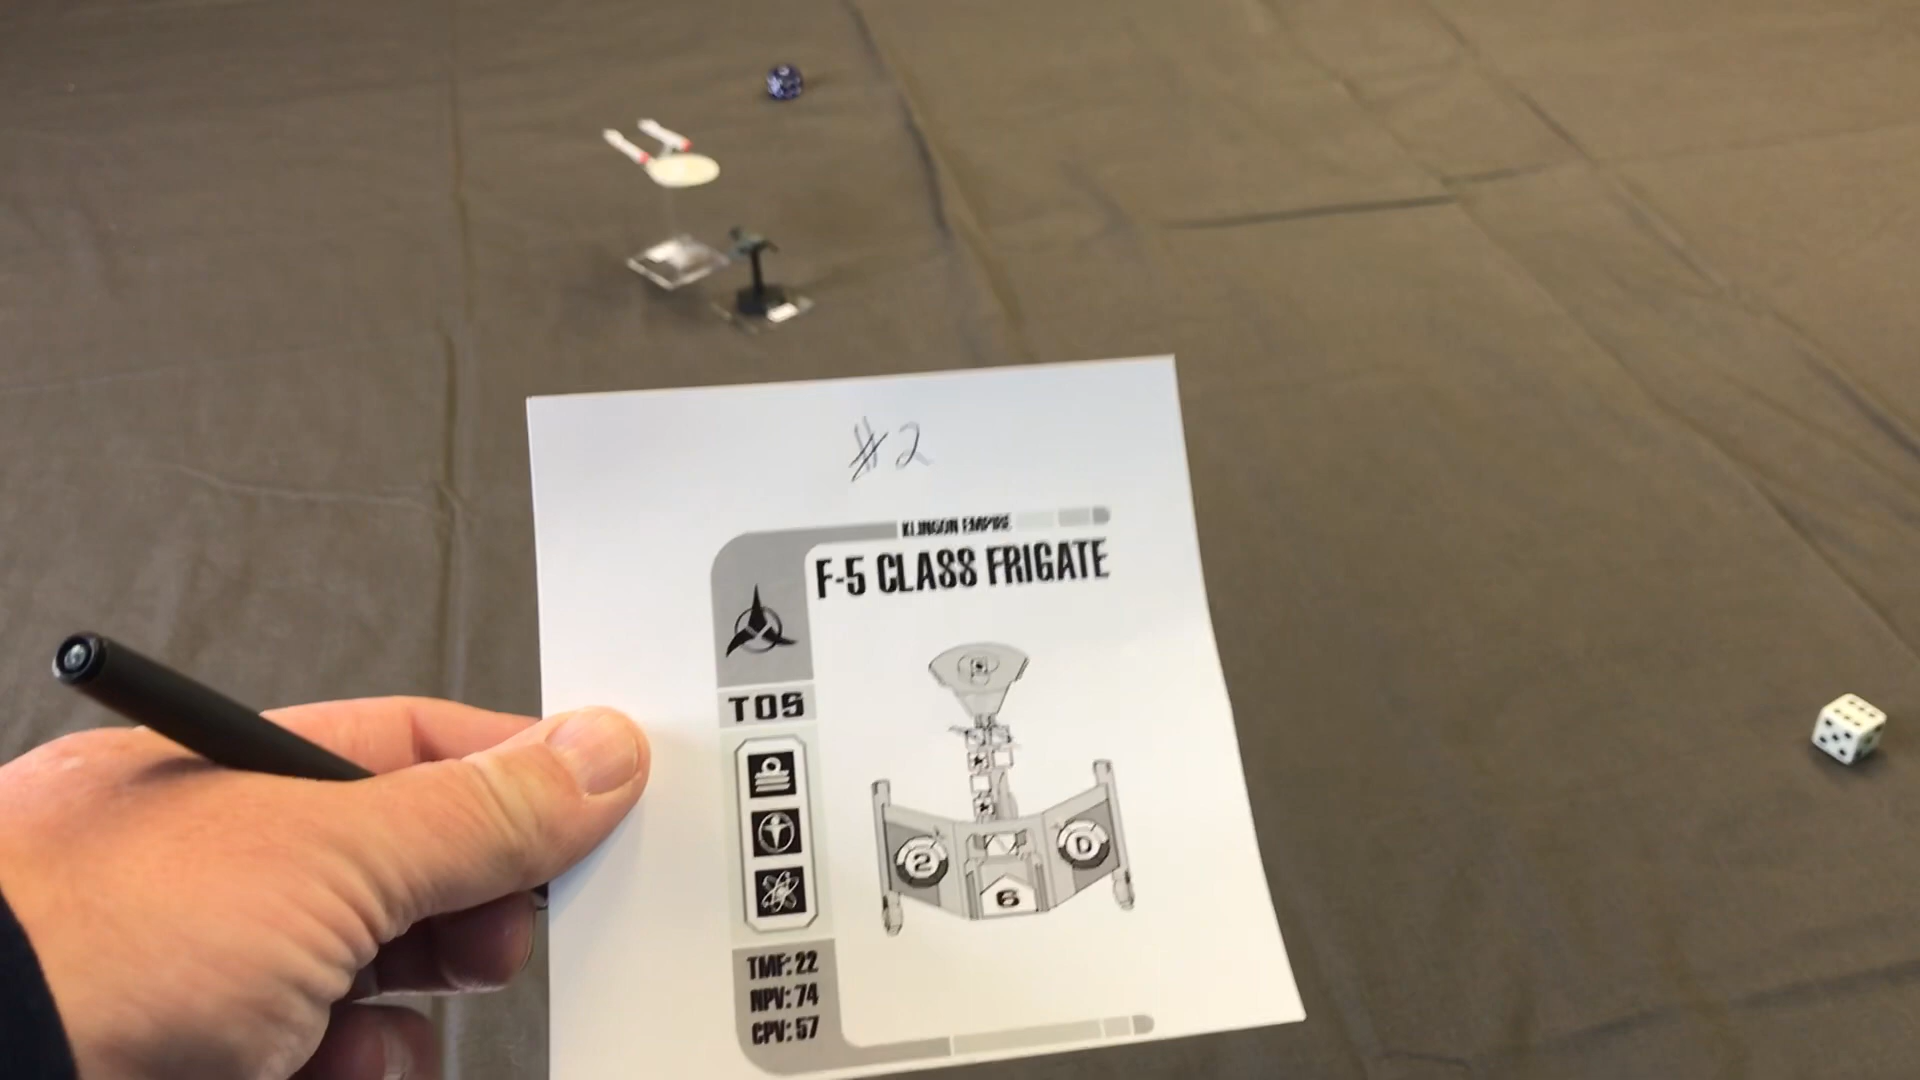 #2
KLINGON EMPIRE
F-5 CLASS FRIGATE
TOS
2
D
6
TMF: 22
NPV: 74
CPV: 57